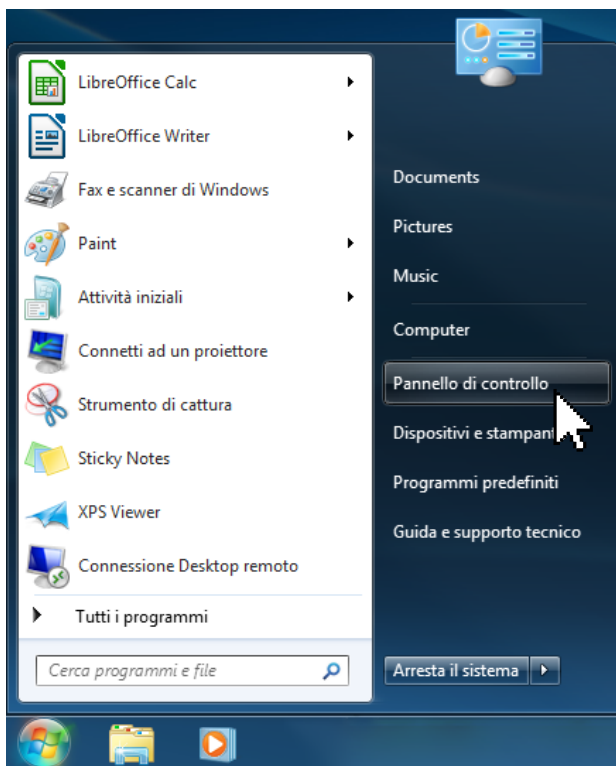 LibreOffice Calc
LibreOffice Writer
Fax e scanner di Windows
Paint
Attività iniziali
Connetti ad un proiettore
Strumento di cattura
Sticky Notes
XPS Viewer
Connessione Desktop remoto
Tutti i programmi
Cerca programmi e file
Documents
Pictures
Music
Computer
Pannello di controllo
Dispositivi e stampant
Programmi predefiniti
Guida e supporto tecnico
Arresta il sistema